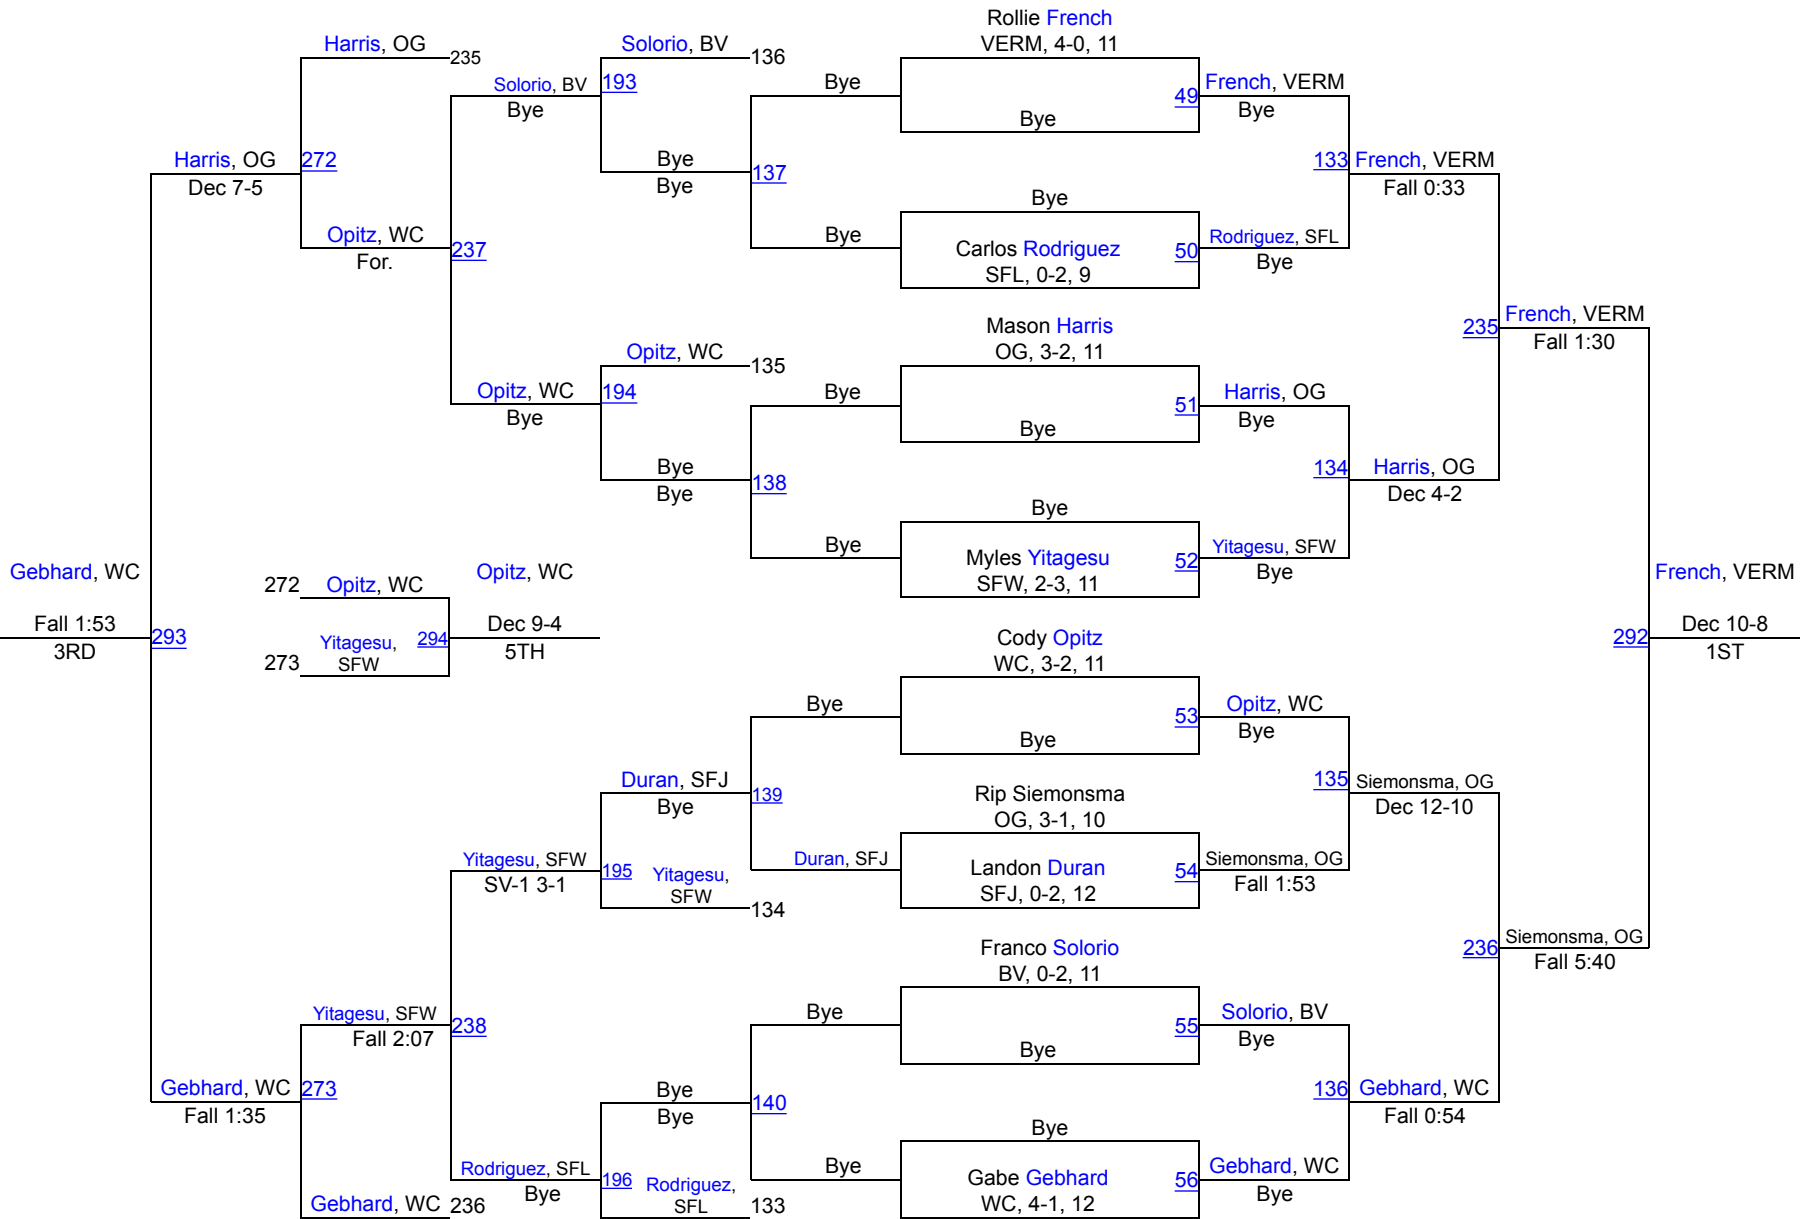 Rollie French
VERM, 4-0, 11
Harris, OG
235
Solorio, BV
136
Solorio, BV
Bye
193
Bye
49
French, VERM
Bye
Bye
Harris, OG
Dec 7-5
272
Bye
Bye
137
133
French, VERM
Fall 0:33
Bye
Opitz, WC
For.
237
Bye
Carlos Rodriguez
SFL, 0-2, 9
50
Rodriguez, SFL
Bye
Mason Harris
OG, 3-2, 11
235
French, VERM
Fall 1:30
Opitz, WC
135
Opitz, WC
Bye
194
Bye
51
Harris, OG
Bye
Bye
Bye
Bye
138
134
Harris, OG
Dec 4-2
Bye
Bye
Myles Yitagesu
SFW, 2-3, 11
52
Yitagesu, SFW
Bye
Gebhard, WC
Fall 1:53
3RD
293
272
Opitz, WC
273
Yitagesu,
SFW
294
Opitz, WC
Dec 9-4
5TH
French, VERM
292
Dec 10-8
1ST
Cody Opitz
WC, 3-2, 11
Bye
53
Opitz, WC
Bye
Bye
Duran, SFJ
Bye
139
Rip Siemonsma
OG, 3-1, 10
135
Siemonsma, OG
Dec 12-10
Yitagesu, SFW
SV-1 3-1
195
Yitagesu,
SFW
134
Duran, SFJ
Landon Duran
SFJ, 0-2, 12
54
Siemonsma, OG
Fall 1:53
Franco Solorio
BV, 0-2, 11
236
Siemonsma, OG
Fall 5:40
Yitagesu, SFW
Fall 2:07
238
Bye
55
Solorio, BV
Bye
Bye
Gebhard, WC
Fall 1:35
273
Bye
Bye
140
136
Gebhard, WC
Fall 0:54
Bye
Rodriguez, SFL
Bye
196
Rodriguez,
SFL
133
Bye
Gabe Gebhard
WC, 4-1, 12
56
Gebhard, WC
Bye
Gebhard, WC
236